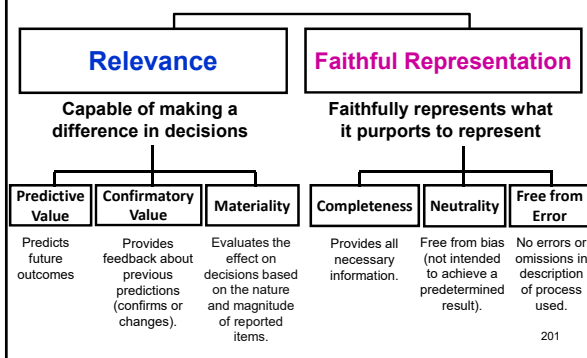 Relevance
Faithful Representation
Capable of making a
difference in decisions
Faithfully represents what
it purports to represent
Predictive
Value
Confirmatory
Value
Materiality
Completeness
Neutrality
Free from
Error
Predicts
future
outcomes
Provides
feedback about
previous
predictions
(confirms or
changes).
Evaluates the
effect on
decisions based
on the nature
and magnitude
of reported
items.
Provides all
necessary
information.
Free from bias
(not intended
to achieve a
predetermined
result).
No errors or
omissions in
description
of process
used.
201